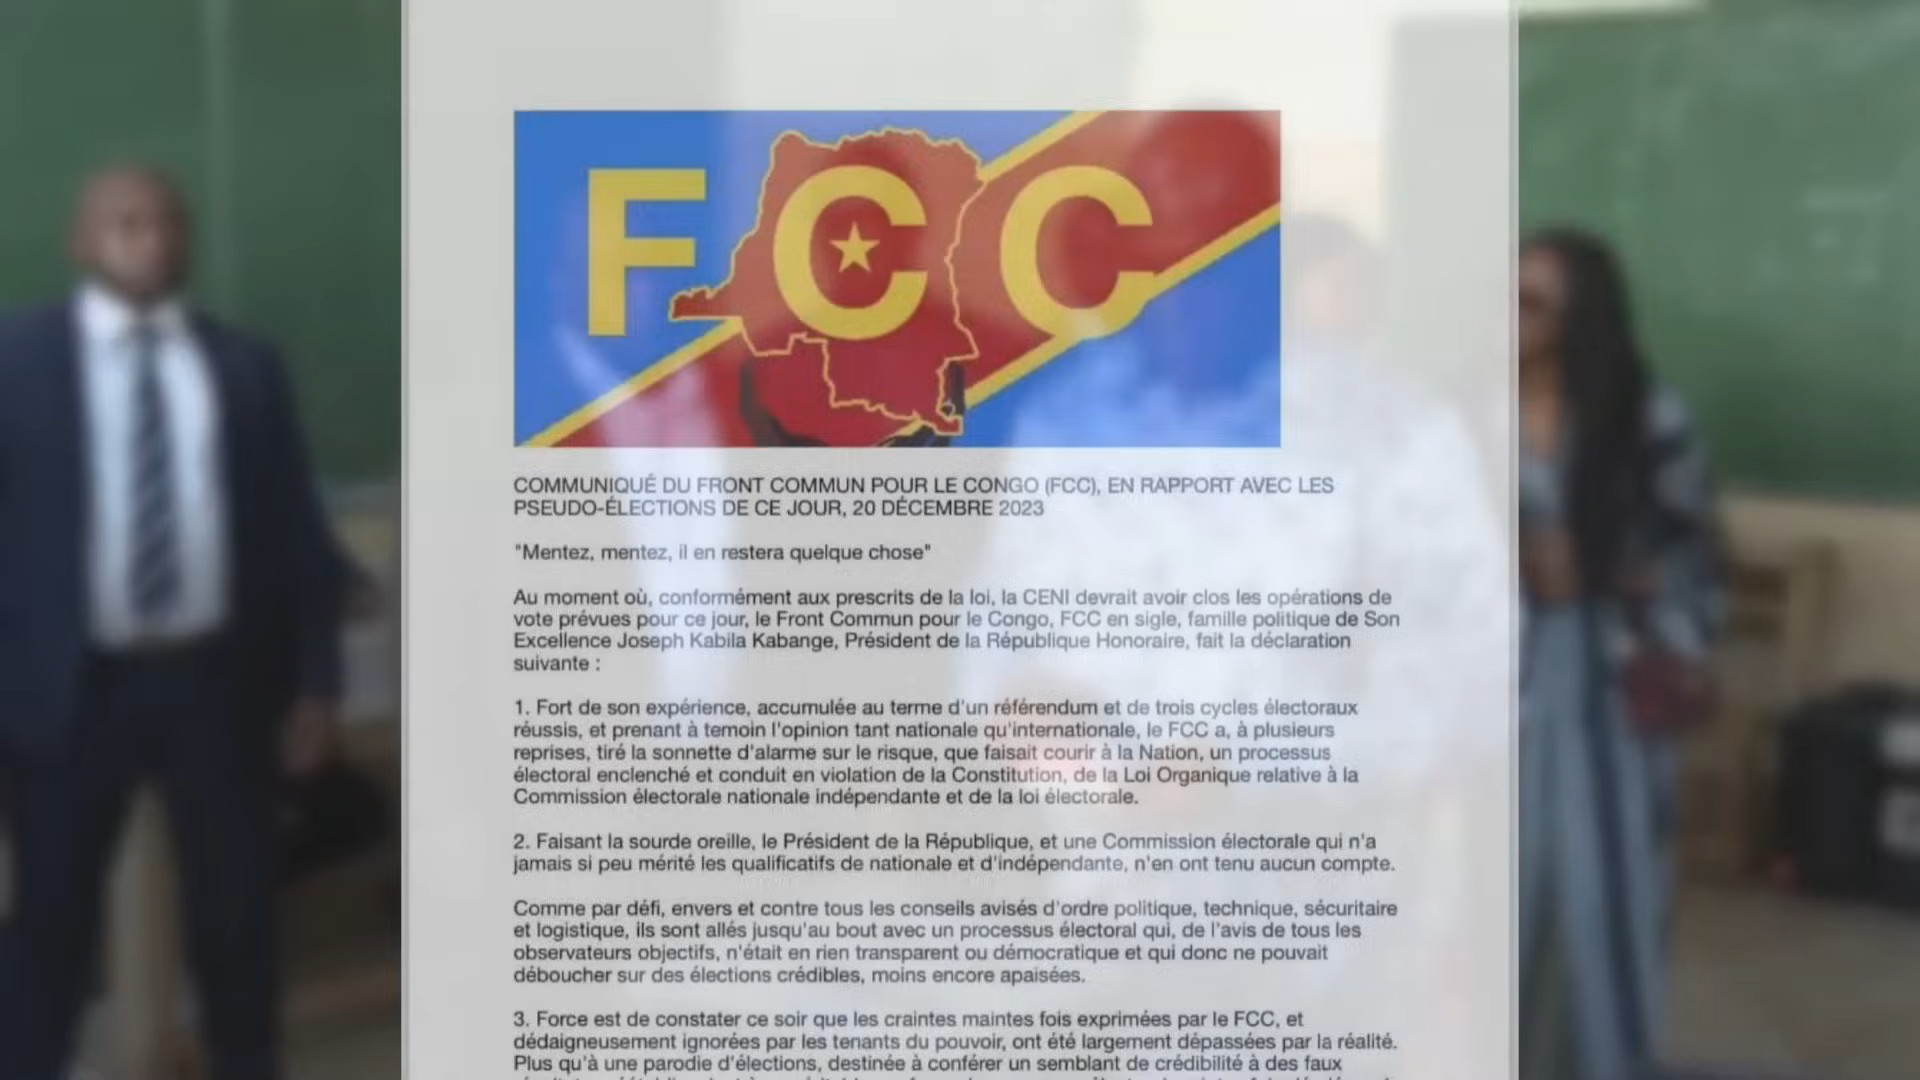 FCC
COMMUNIQUÉ DU FRONT COMMUN POUR LE CONGO (FCC), EN RAPPORT AVEC LES
PSEUDO-ÉLECTIONS DE CE JOUR, 20 DÉCEMBRE 2023
"Mentez, mentez, il en restera quelque chose"
Au moment où, conformément aux prescrits de la loi, la CENI devrait avoir clos les opérations de
vote prévues pour ce jour, le Front Commun pour le Congo, FCC en sigle, famille politique de Son
Excellence Joseph Kabila Kabange, Président de la République Honoraire, fait la déclaration
suivante :
1. Fort de son expérience, accumulée au terme d'un référendum et de trois cycles électoraux
réussis, et prenant à temoin l'opinion tant nationale qu'internationale, le FCC a, à plusieurs
reprises, tiré la sonnette d'alarme sur le risque, que faisait courir à la Nation, un processus
électoral enclenché et conduit en violation de la Constitution, de la Loi Organique relative à la
Commission électorale nationale indépendante et de la loi électorale.
2. Faisant la sourde oreille, le Président de la République, et une Commission électorale qui n'a
jamais si peu mérité les qualificatifs de nationale et d'indépendante, n'en ont tenu aucun compte.
Comme par défi, envers et contre tous les conseils avisés d'ordre politique, technique, sécuritaire
et logistique, ils sont allés jusqu'au bout avec un processus électoral qui, de l'avis de tous les
observateurs objectifs, n'était en rien transparent ou démocratique et qui donc ne pouvait
déboucher sur des élections crédibles, moins encore apaisées.
3. Force est de constater ce soir que les craintes maintes fois exprimées par le FCC, et
dédaigneusement ignorées par les tenants du pouvoir, ont été largement dépassées par la réalité.
Plus qu'à une parodie d'élections, destinée à conférer un semblant de crédibilité à des faux